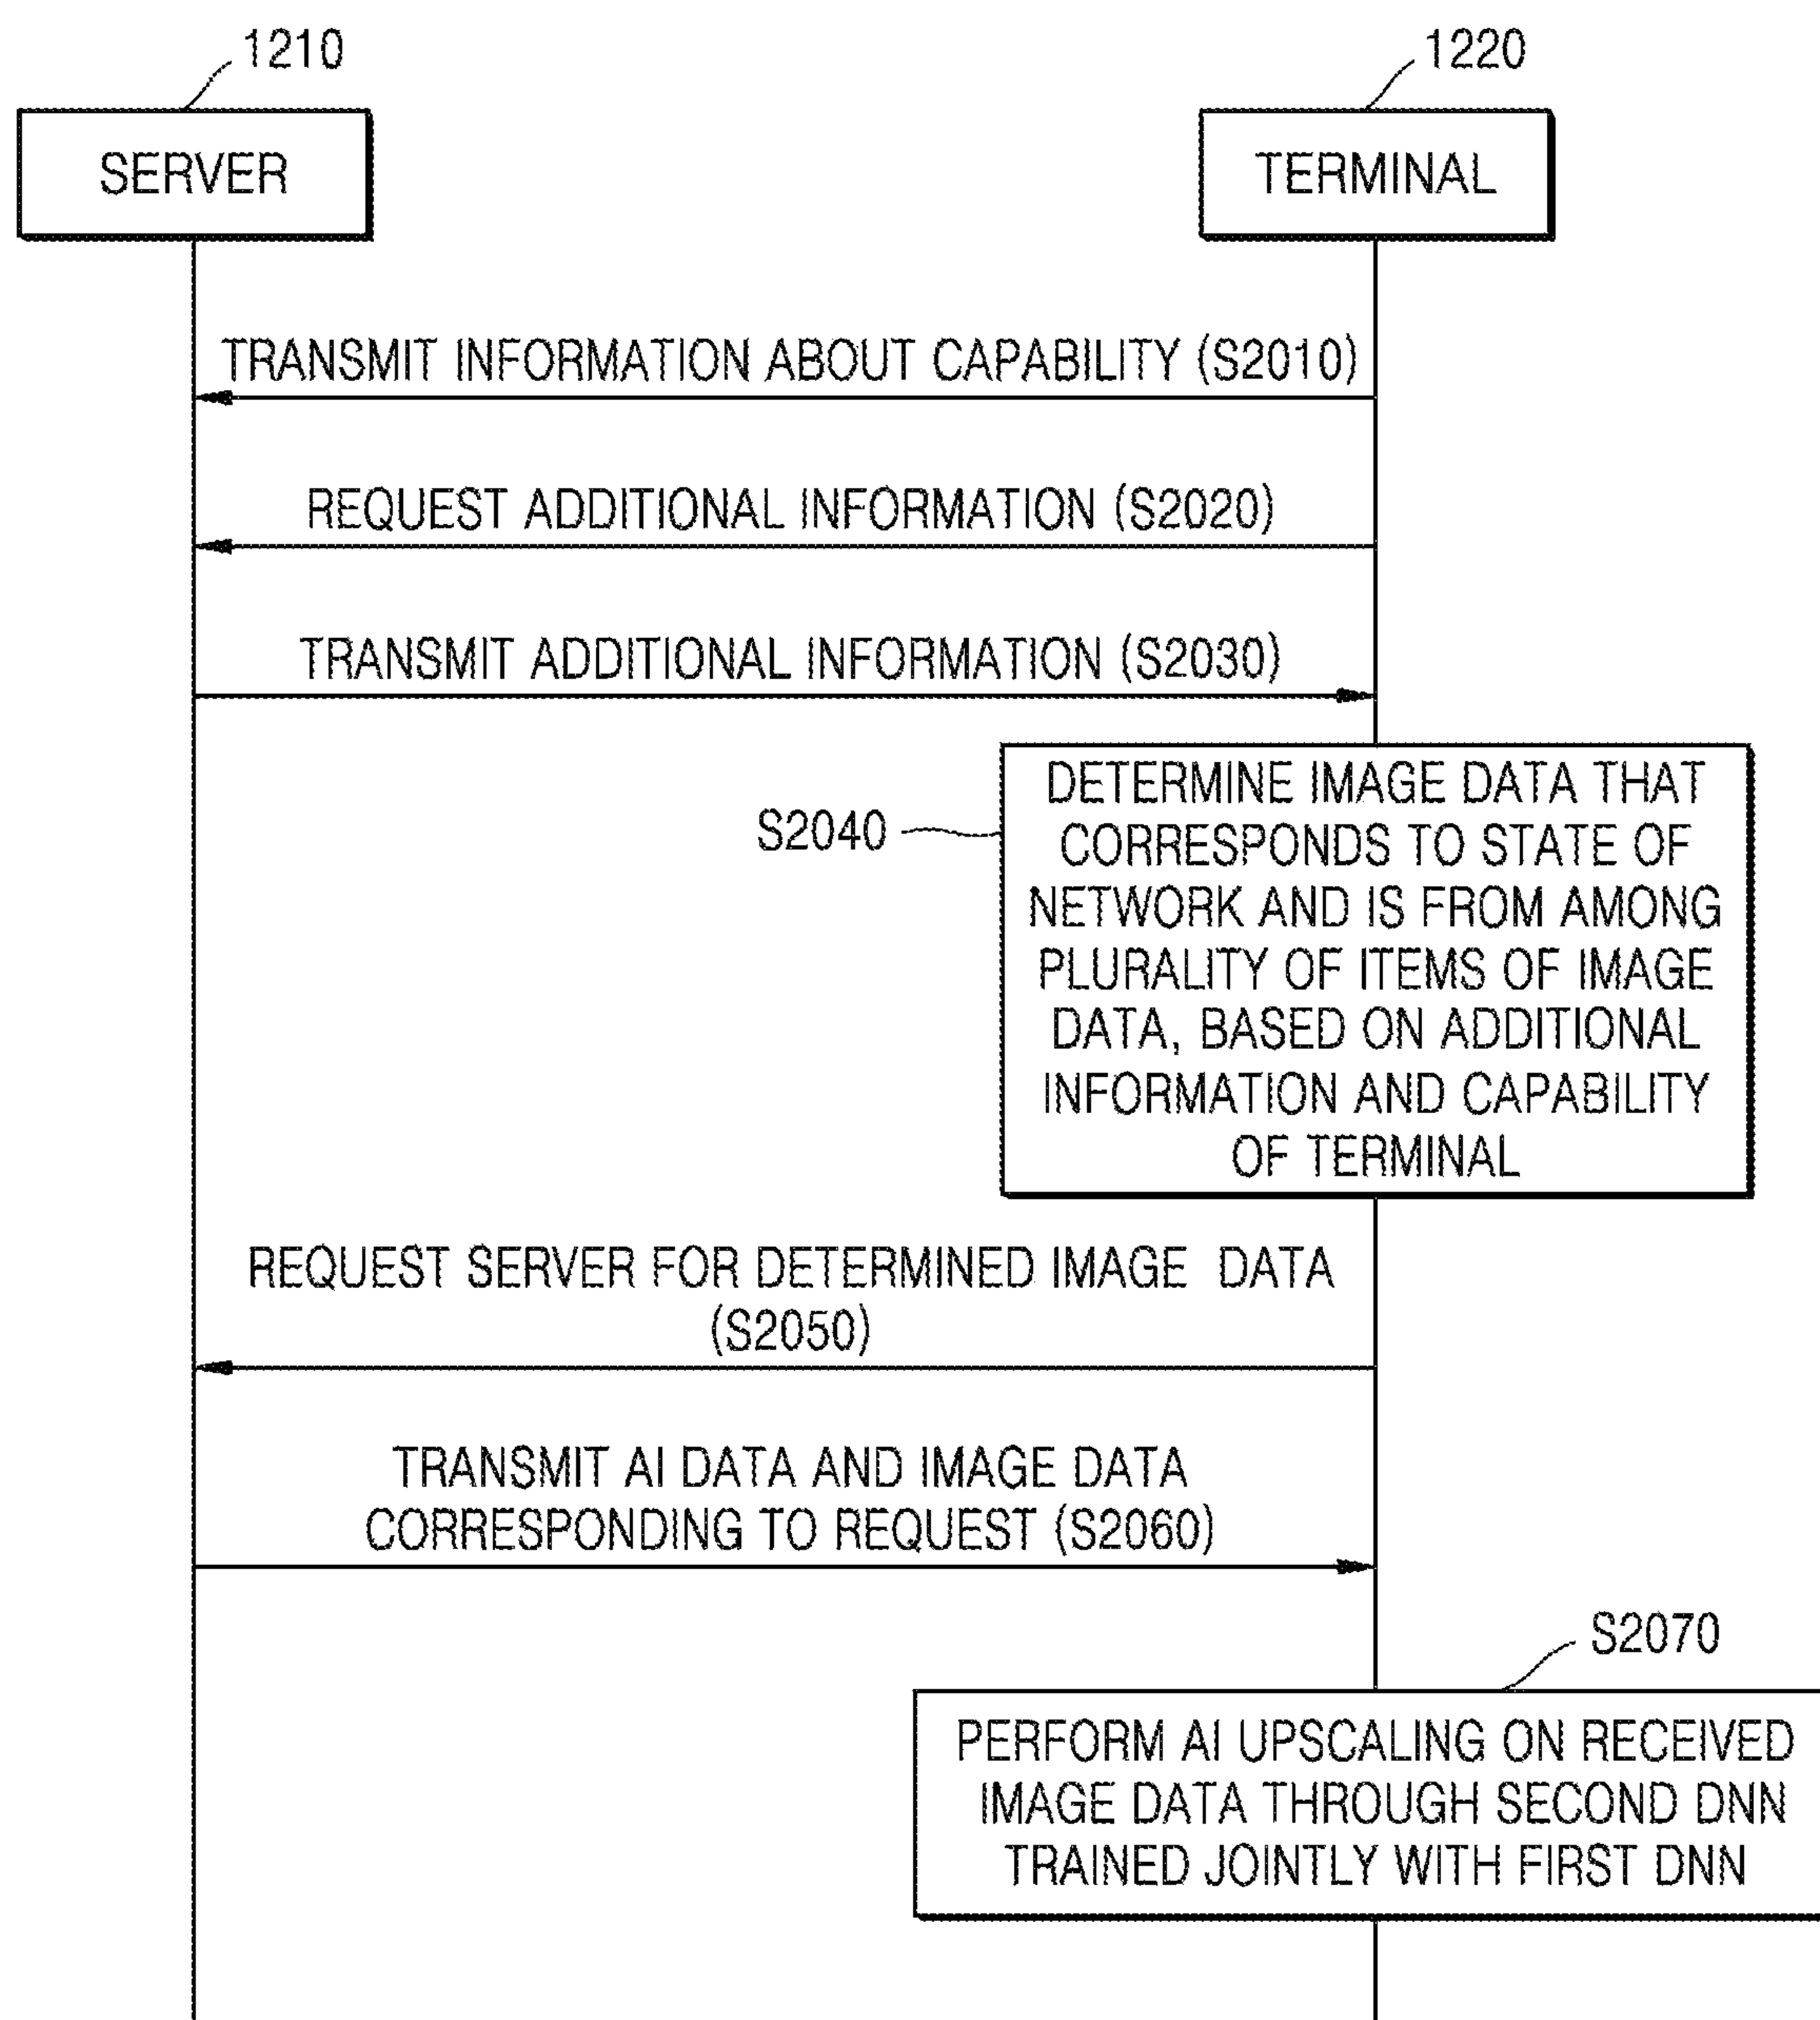 1210
1220
SERVER
TERMINAL
TRANSMIT INFORMATION ABOUT CAPABILITY (S2010)
REQUEST ADDITIONAL INFORMATION (S2020)
TRANSMIT ADDITIONAL INFORMATION (S2030)
S2040
DETERMINE IMAGE DATA THAT
CORRESPONDS TO STATE OF
NETWORK AND IS FROM AMONG
PLURALITY OF ITEMS OF IMAGE
DATA, BASED ON ADDITIONAL
INFORMATION AND CAPABILITY
OF TERMINAL
REQUEST SERVER FOR DETERMINED IMAGE DATA
(S2050)
TRANSMIT AI DATA AND IMAGE DATA
CORRESPONDING TO REQUEST (S2060)
S2070
PERFORM AI UPSCALING ON RECEIVED
IMAGE DATA THROUGH SECOND DNN
TRAINED JOINTLY WITH FIRST DNN